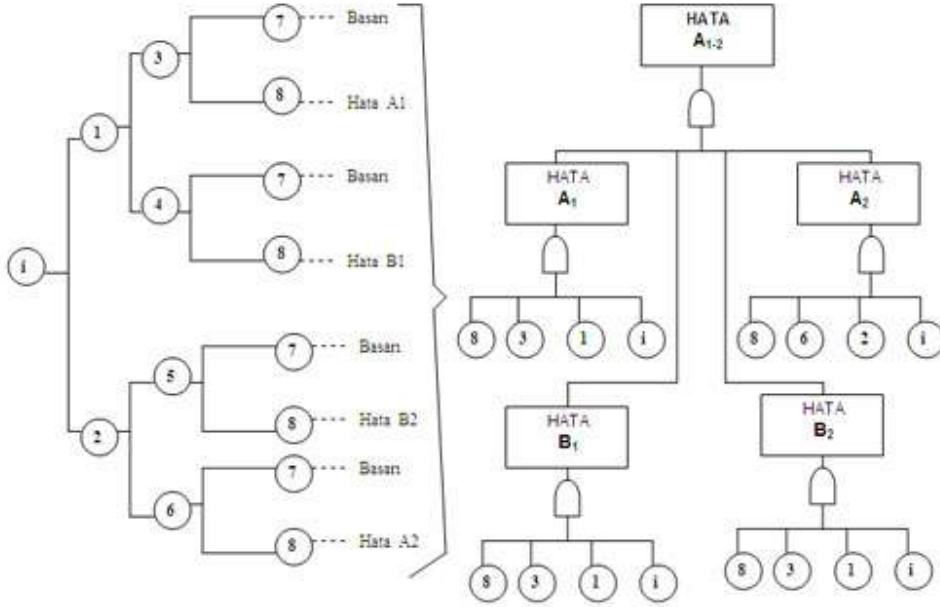 7 Basarı
3
8 Hata A1
1
7 Basarı
4
8 Hata B1
i
7 Basarı
5
8 Hata B2
2
7 Basarı
6
8 Hata A2
HATA
A1-2
HATA
A1
HATA
A2
8 3 1 i
8 6 2 i
HATA
B1
HATA
B2
8 3 1 i
8 3 1 i